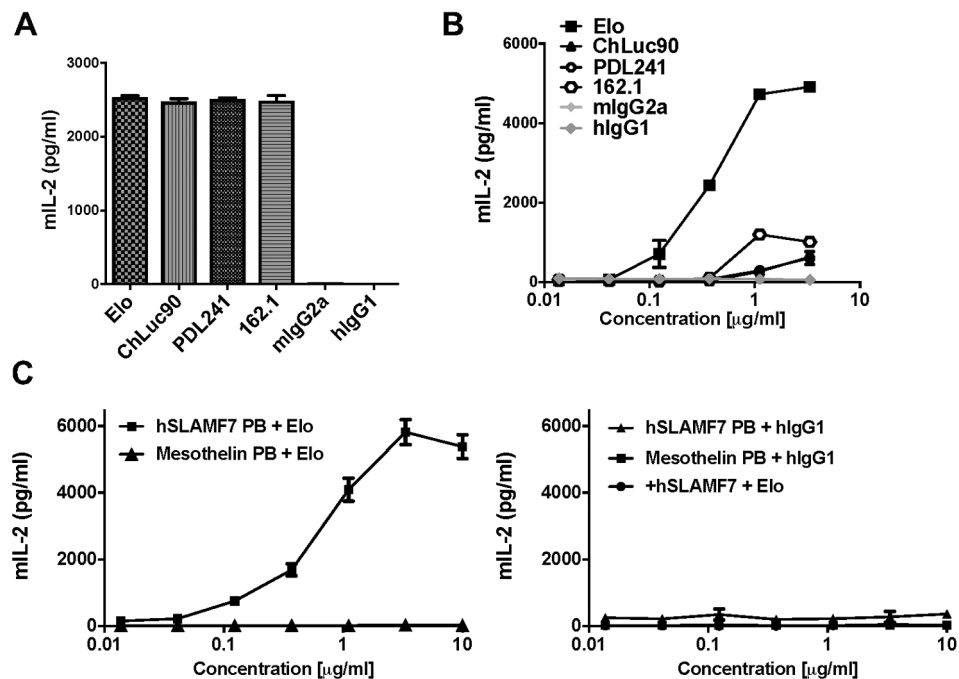 A
mIL-2 (pg/ml)
3000
2000
1000
0
Elo
ChLuc90
PDL241
162.1
mIgG2a
hIgG1
B
mIL-2 (pg/ml)
6000
4000
2000
0
Elo
ChLuc90
PDL241
162.1
mIgG2a
hIgG1
0.01
0.1
1
10
Concentration [μg/ml]
C
mIL-2 (pg/ml)
6000
4000
2000
0
hSLAMF7 PB + Elo
Mesothelin PB + Elo
0.01
0.1
1
10
Concentration [μg/ml]
mIL-2 (pg/ml)
6000
4000
2000
0
hSLAMF7 PB + hIgG1
Mesothelin PB + hIgG1
+hSLAMF7 + Elo
0.01
0.1
1
10
Concentration [μg/ml]